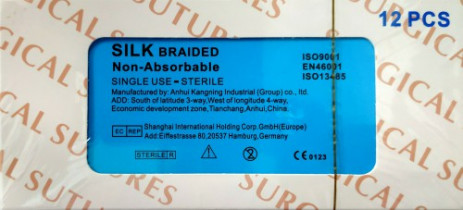 SURGICAL SUTURES
12 PCS
SILK BRAIDED
Non-Absorbable
SINGLE USE - STERILE
ISO9001
EN46001
ISO13485
Manufactured by: Anhui Kangning Industrial (Group) co., ltd.
ADD: South of latitude 3-way,West of longitude 4-way,
Economic development zone,Tianchang,Anhui,China.
EC REP
Shanghai International Holding Corp.GmbH(Europe)
Add:Eiffestrasse 80,20537 Hamburg,Germany
STERILE R
2
CE 0123